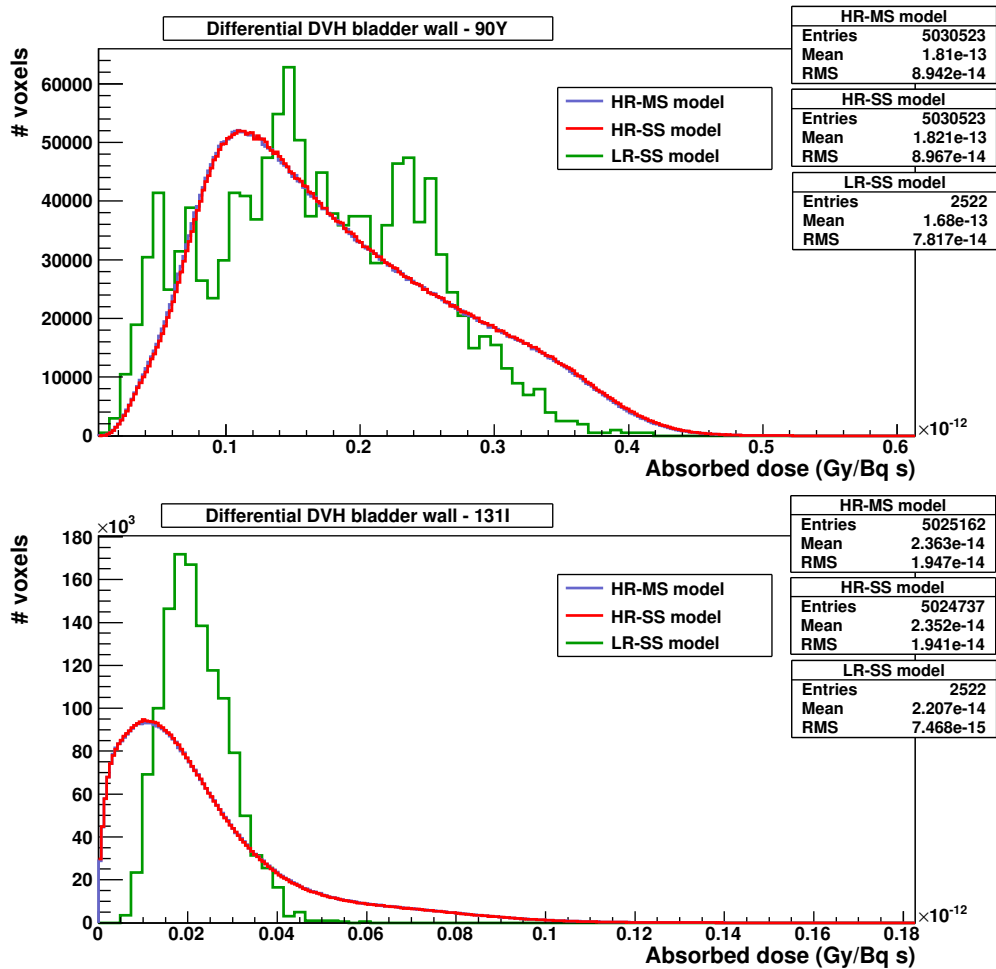 Differential DVH bladder wall - 90Y
# voxels
60000
50000
40000
30000
20000
10000
0
0.1
0.2
0.3
0.4
0.5
0.6
×10-12
Absorbed dose (Gy/Bq s)
HR-MS model
HR-SS model
LR-SS model
HR-MS model
Entries 5030523
Mean 1.81e-13
RMS 8.942e-14
HR-SS model
Entries 5030523
Mean 1.821e-13
RMS 8.967e-14
LR-SS model
Entries 2522
Mean 1.68e-13
RMS 7.817e-14
Differential DVH bladder wall - 131I
×10³
# voxels
180
160
140
120
100
80
60
40
20
0
0
0.02
0.04
0.06
0.08
0.1
0.12
0.14
0.16
0.18
×10-12
Absorbed dose (Gy/Bq s)
HR-MS model
HR-SS model
LR-SS model
HR-MS model
Entries 5025162
Mean 2.363e-14
RMS 1.947e-14
HR-SS model
Entries 5024737
Mean 2.352e-14
RMS 1.941e-14
LR-SS model
Entries 2522
Mean 2.207e-14
RMS 7.468e-15